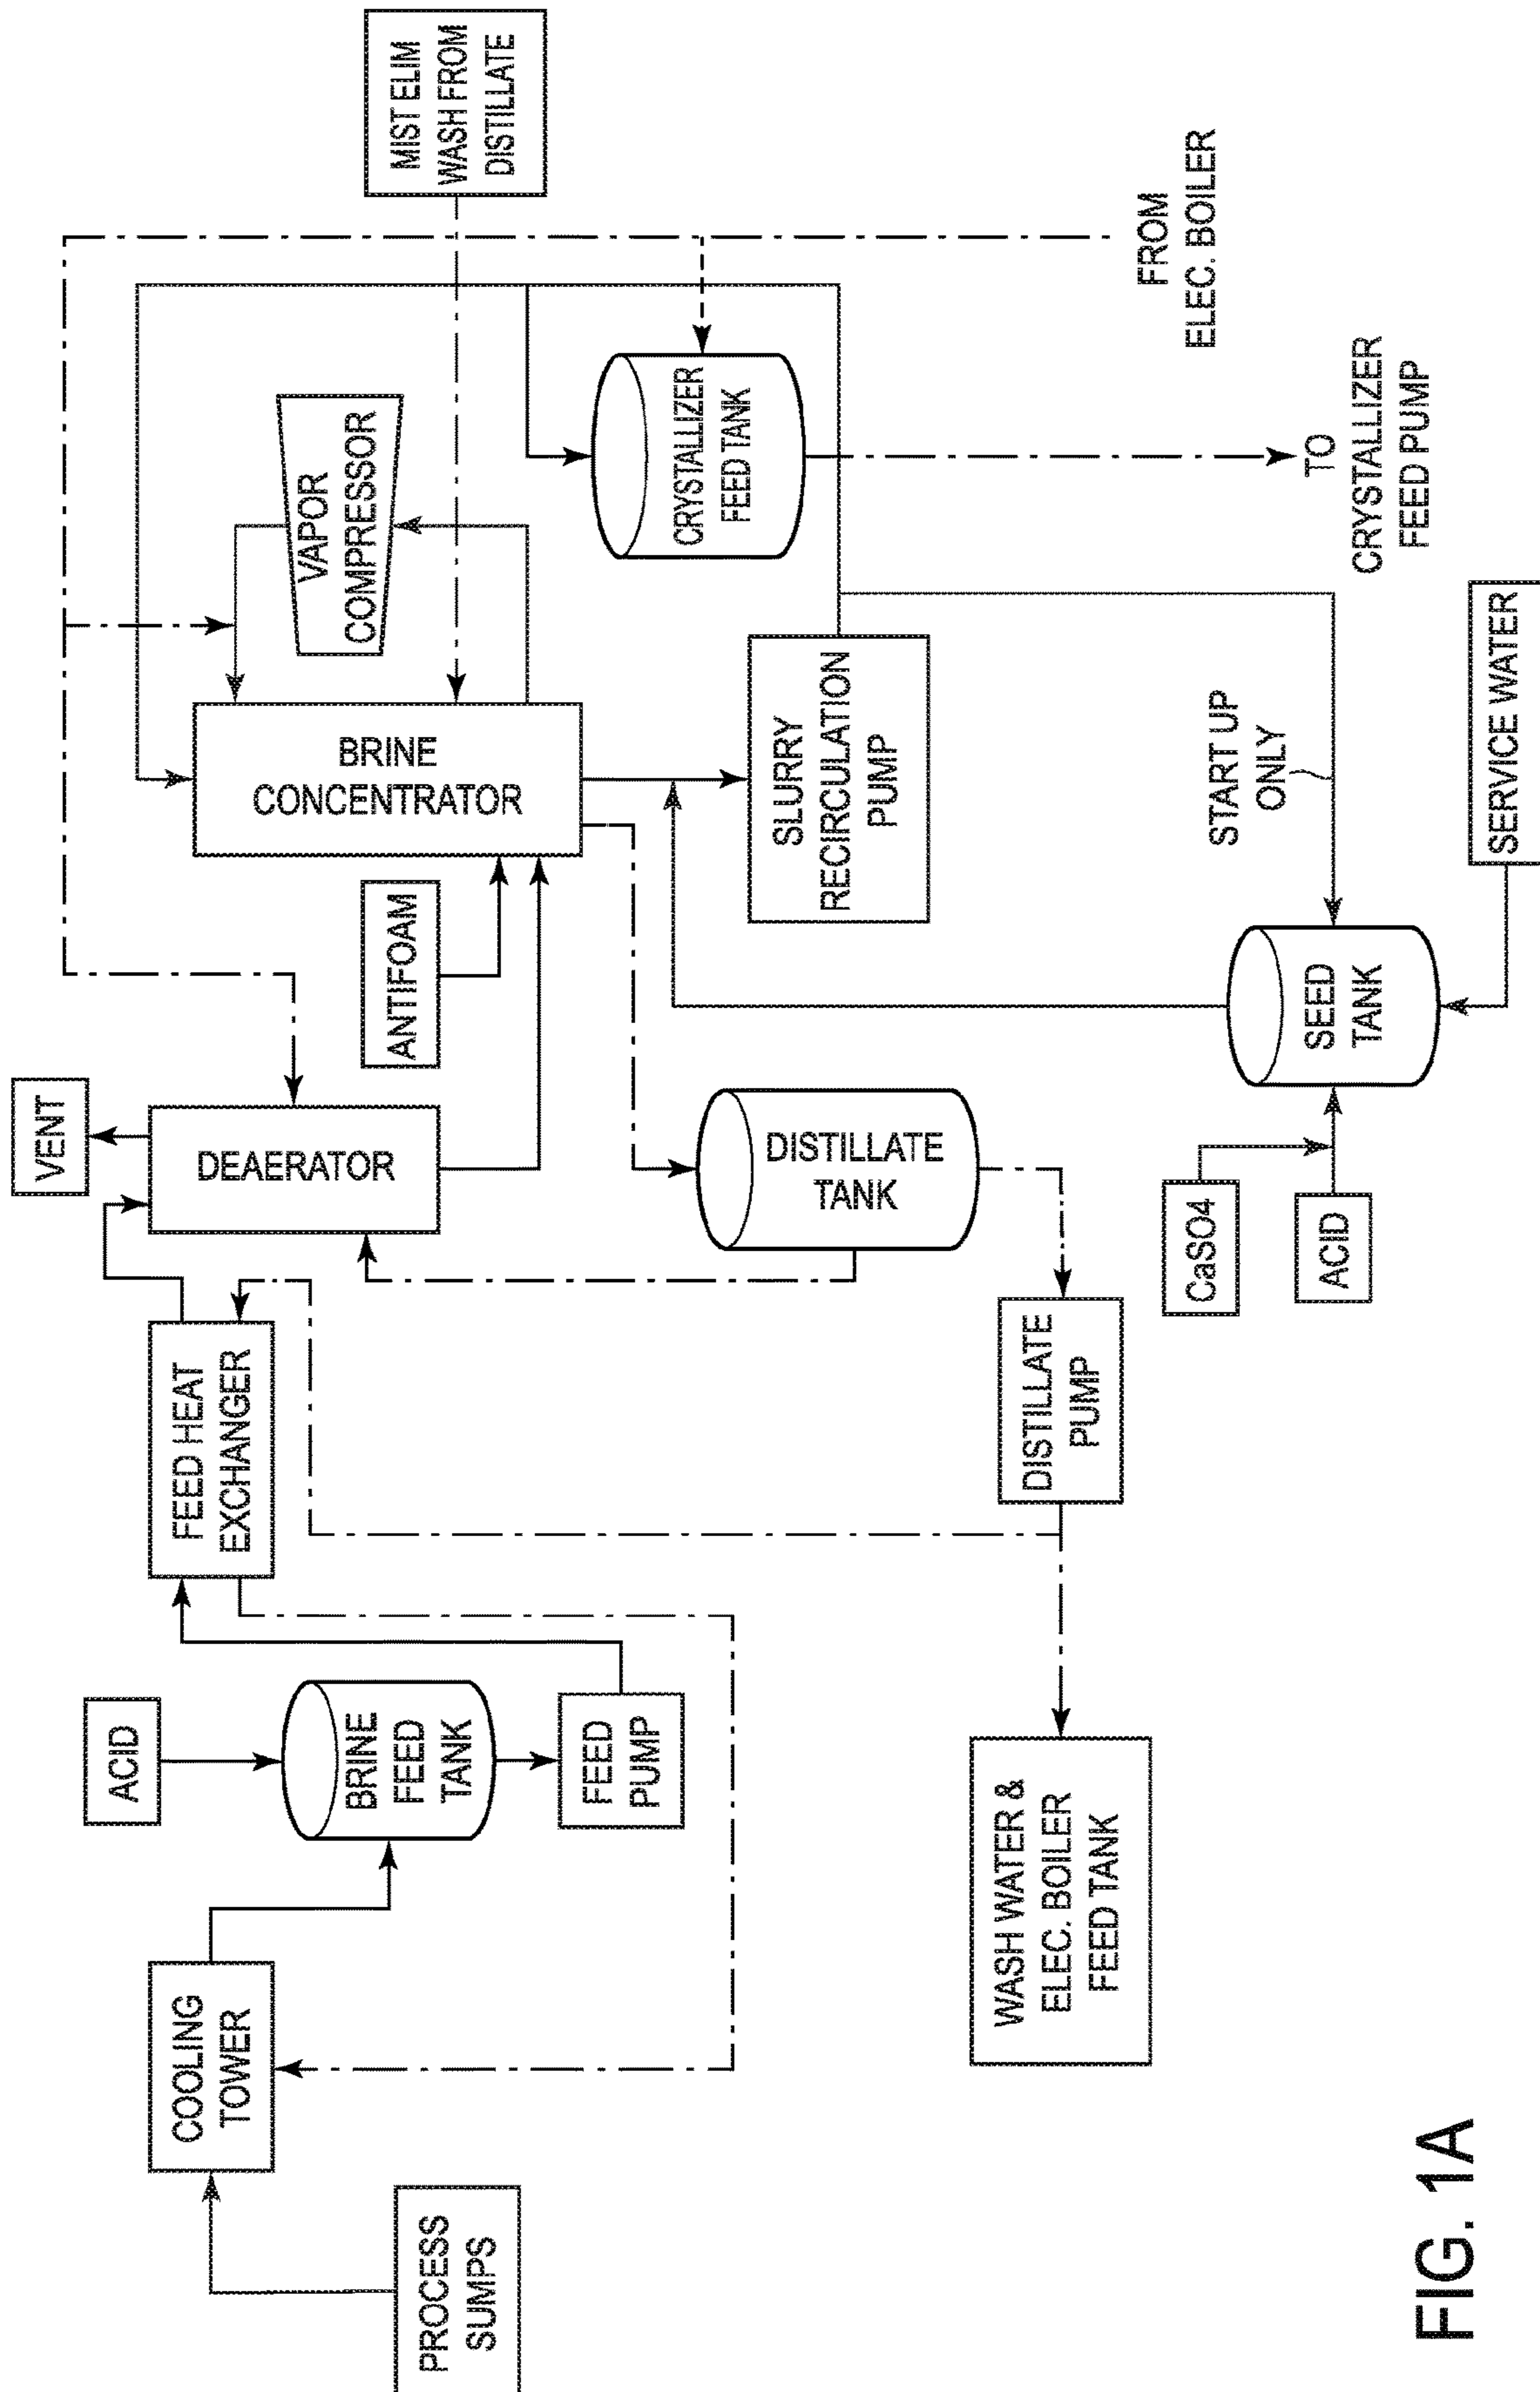 PROCESS
SUMPS
COOLING
TOWER
ACID
BRINE
FEED
TANK
FEED
PUMP
FEED HEAT
EXCHANGER
VENT
DEAERATOR
ANTIFOAM
BRINE
CONCENTRATOR
VAPOR
COMPRESSOR
MIST ELIM
WASH FROM
DISTILLATE
CRYSTALLIZER
FEED TANK
SLURRY
RECIRCULATION
PUMP
DISTILLATE
TANK
DISTILLATE
PUMP
WASH WATER &
ELEC. BOILER
FEED TANK
CaSO4
ACID
SEED
TANK
START UP
ONLY
SERVICE WATER
FROM
ELEC. BOILER
TO
CRYSTALLIZER
FEED PUMP
FIG. 1A